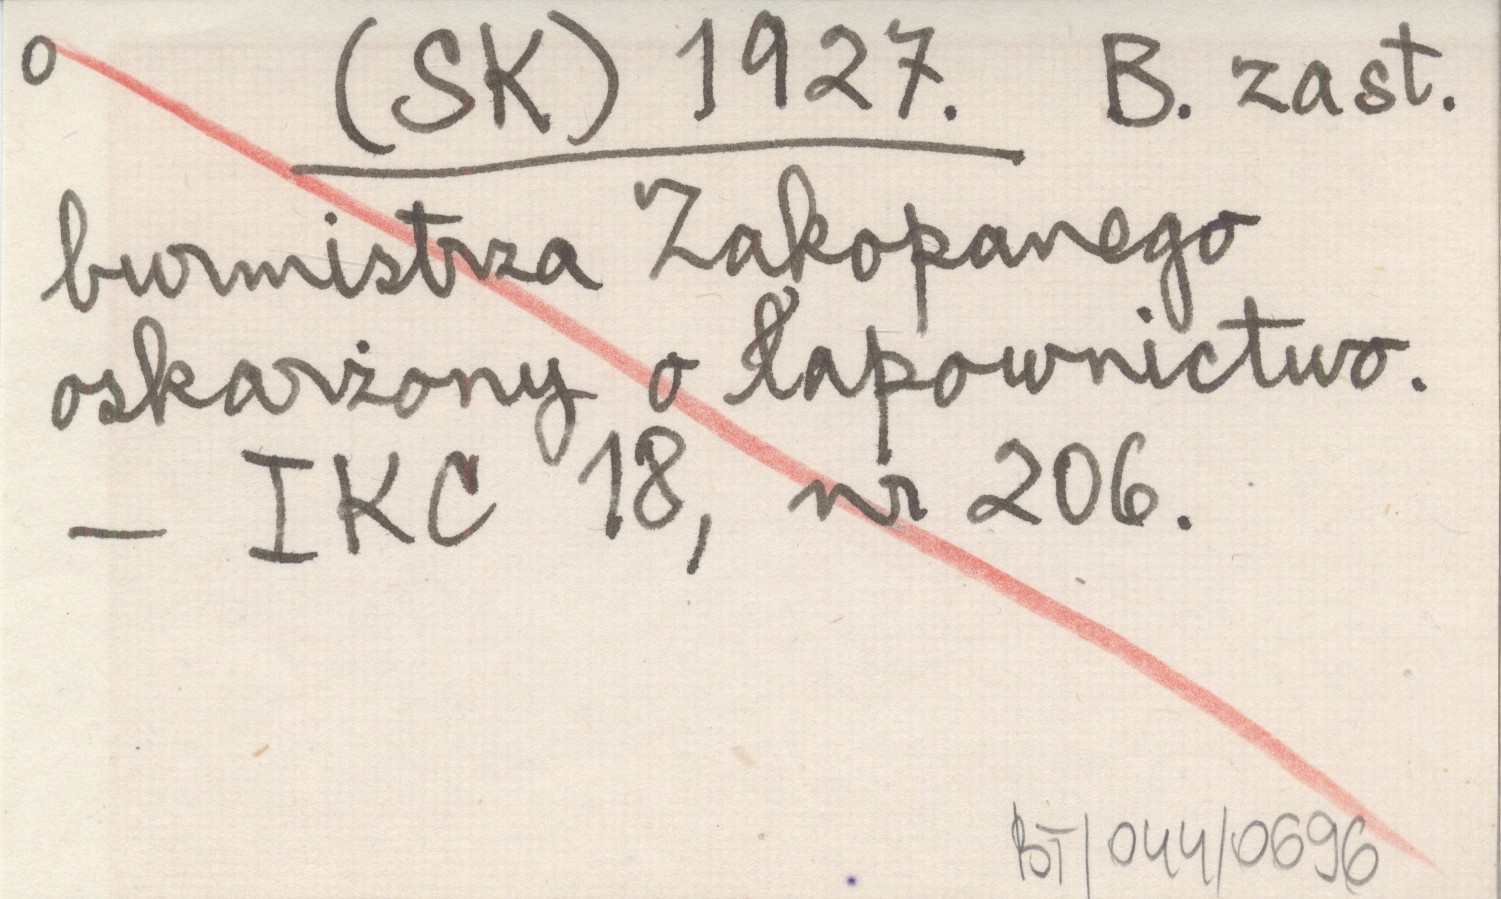 o (SK) 1927. B. zast.
burmistrza Zakopanego
oskarżony o łapownictwo.
— IKC 18, nr 206.
BT/044/0696